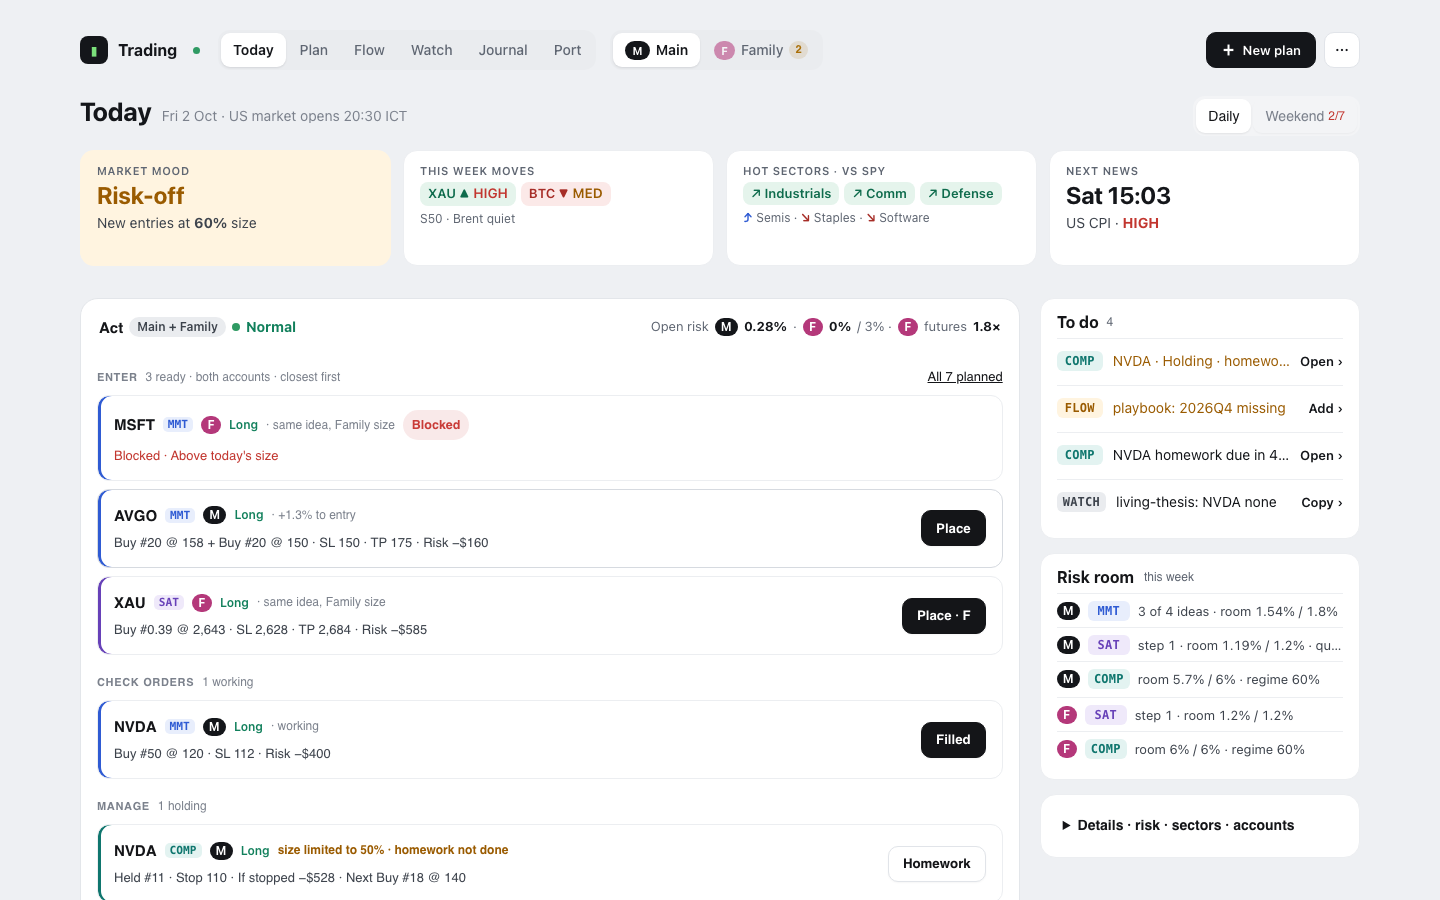 Trading
Today Plan Flow Watch Journal Port
M Main F Family 2
+ New plan ···
Today Fri 2 Oct · US market opens 20:30 ICT
Daily Weekend 2/7
MARKET MOOD
Risk-off
New entries at 60% size
THIS WEEK MOVES
XAU ▲ HIGH BTC ▼ MED
S50 · Brent quiet
HOT SECTORS · VS SPY
↗ Industrials ↗ Comm ↗ Defense
⤴ Semis · ↘ Staples · ↘ Software
NEXT NEWS
Sat 15:03
US CPI · HIGH
Act Main + Family ● Normal
Open risk M 0.28% · F 0% / 3% · F futures 1.8×
ENTER 3 ready · both accounts · closest first
All 7 planned
MSFT MMT F Long · same idea, Family size Blocked
Blocked · Above today's size
AVGO MMT M Long · +1.3% to entry
Buy #20 @ 158 + Buy #20 @ 150 · SL 150 · TP 175 · Risk −$160
Place
XAU SAT F Long · same idea, Family size
Buy #0.39 @ 2,643 · SL 2,628 · TP 2,684 · Risk −$585
Place · F
CHECK ORDERS 1 working
NVDA MMT M Long · working
Buy #50 @ 120 · SL 112 · Risk −$400
Filled
MANAGE 1 holding
NVDA COMP M Long size limited to 50% · homework not done
Held #11 · Stop 110 · If stopped −$528 · Next Buy #18 @ 140
Homework
To do 4
COMP NVDA · Holding · homewo... Open ›
FLOW playbook: 2026Q4 missing Add ›
COMP NVDA homework due in 4... Open ›
WATCH living-thesis: NVDA none Copy ›
Risk room this week
M MMT 3 of 4 ideas · room 1.54% / 1.8%
M SAT step 1 · room 1.19% / 1.2% · qu...
M COMP room 5.7% / 6% · regime 60%
F SAT step 1 · room 1.2% / 1.2%
F COMP room 6% / 6% · regime 60%
▶ Details · risk · sectors · accounts